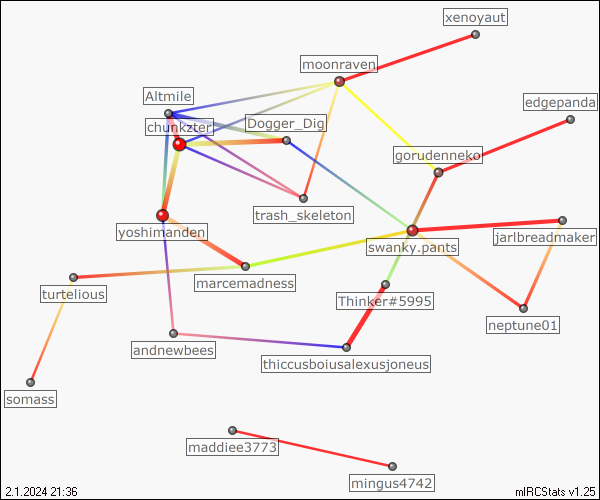 xenoyaut
moonraven
Altmile
edgepanda
chunkzter
Dogger_Dig
gorudenneko
trash_skeleton
yoshimanden
swanky.pants
jarlbreadmaker
marcemadness
turtelious
Thinker#5995
neptune01
andnewbees
thiccusboiusalexusjoneus
somass
maddiee3773
mingus4742
2.1.2024 21:36
mIRCStats v1.25